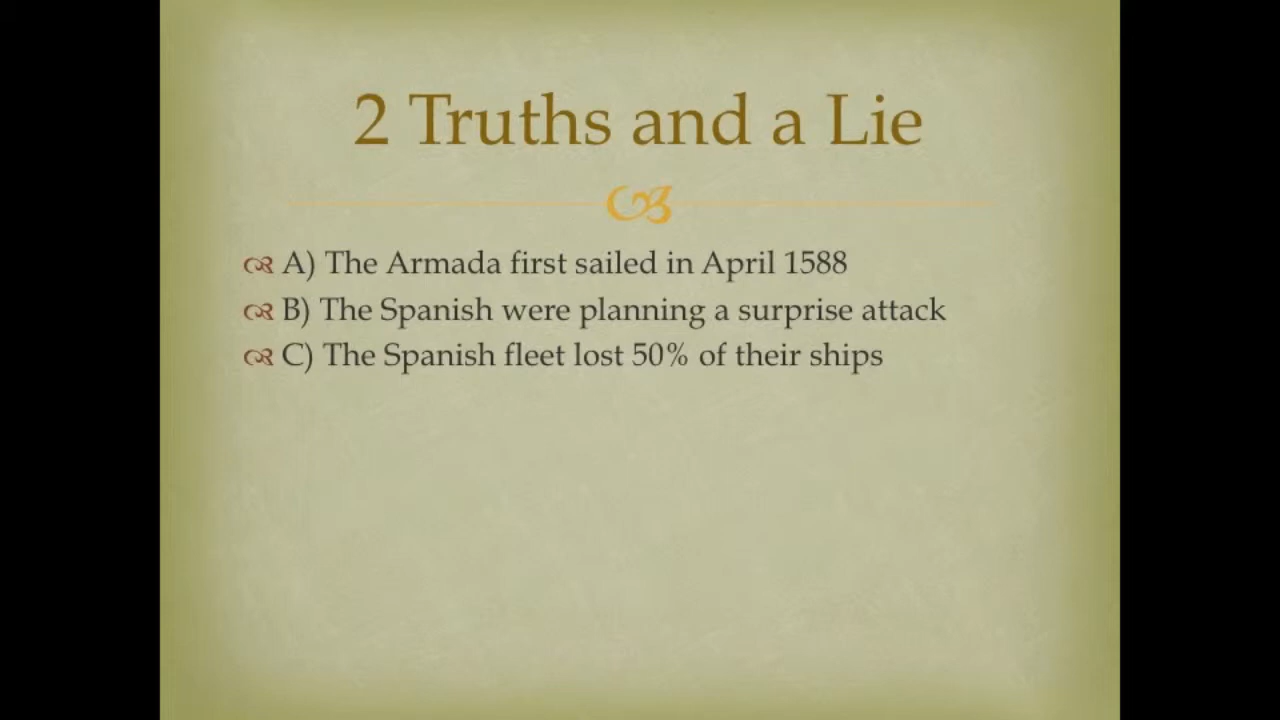 2 Truths and a Lie
A) The Armada first sailed in April 1588
B) The Spanish were planning a surprise attack
C) The Spanish fleet lost 50% of their ships